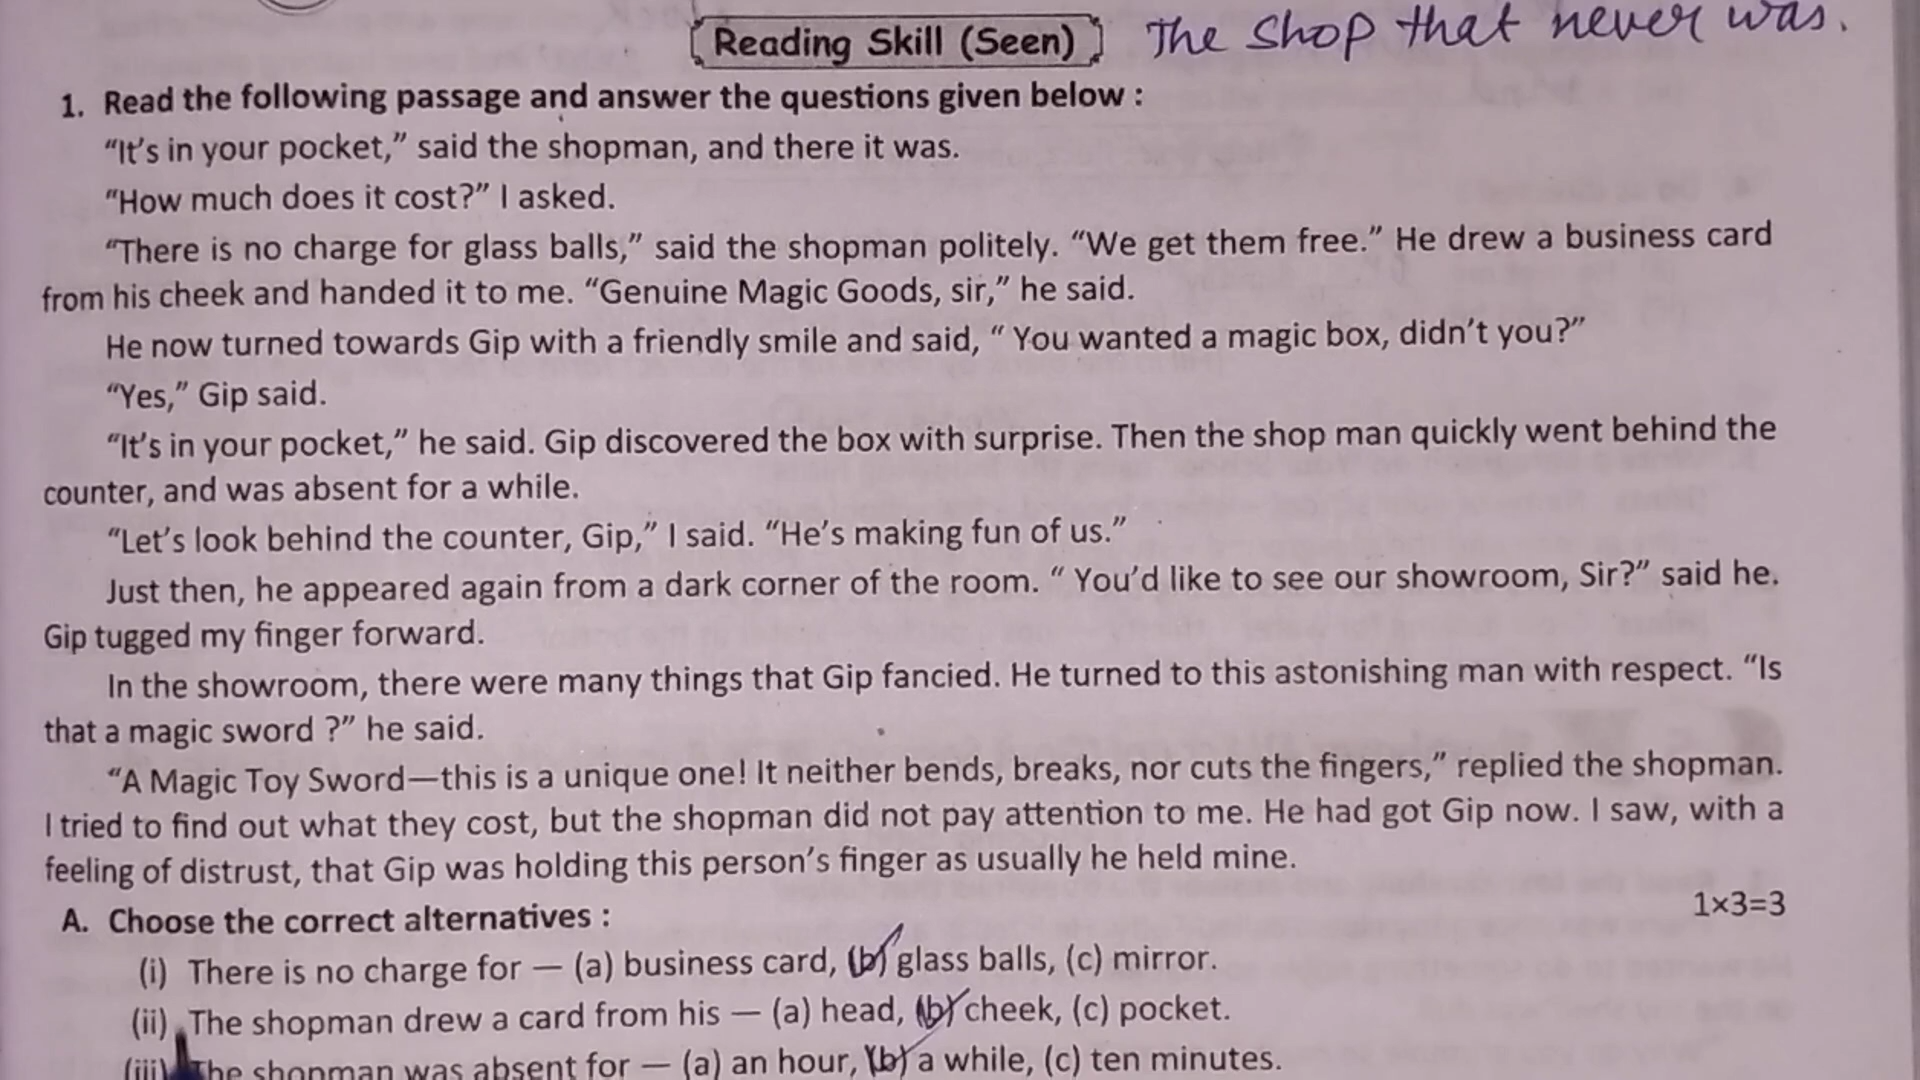 Reading Skill (Seen) The Shop that never was.
1. Read the following passage and answer the questions given below :
“It’s in your pocket,” said the shopman, and there it was.
“How much does it cost?” I asked.
“There is no charge for glass balls,” said the shopman politely. “We get them free.” He drew a business card
from his cheek and handed it to me. “Genuine Magic Goods, sir,” he said.
He now turned towards Gip with a friendly smile and said, “ You wanted a magic box, didn’t you?”
“Yes,” Gip said.
“It’s in your pocket,” he said. Gip discovered the box with surprise. Then the shop man quickly went behind the
counter, and was absent for a while.
“Let’s look behind the counter, Gip,” I said. “He’s making fun of us.”
Just then, he appeared again from a dark corner of the room. “ You’d like to see our showroom, Sir?” said he.
Gip tugged my finger forward.
In the showroom, there were many things that Gip fancied. He turned to this astonishing man with respect. “Is
that a magic sword ?” he said.
“A Magic Toy Sword—this is a unique one! It neither bends, breaks, nor cuts the fingers,” replied the shopman.
I tried to find out what they cost, but the shopman did not pay attention to me. He had got Gip now. I saw, with a
feeling of distrust, that Gip was holding this person’s finger as usually he held mine.
A. Choose the correct alternatives : 1×3=3
(i) There is no charge for — (a) business card, (b) glass balls, (c) mirror.
(ii) The shopman drew a card from his — (a) head, (b) cheek, (c) pocket.
(iii) The shopman was absent for — (a) an hour, (b) a while, (c) ten minutes.